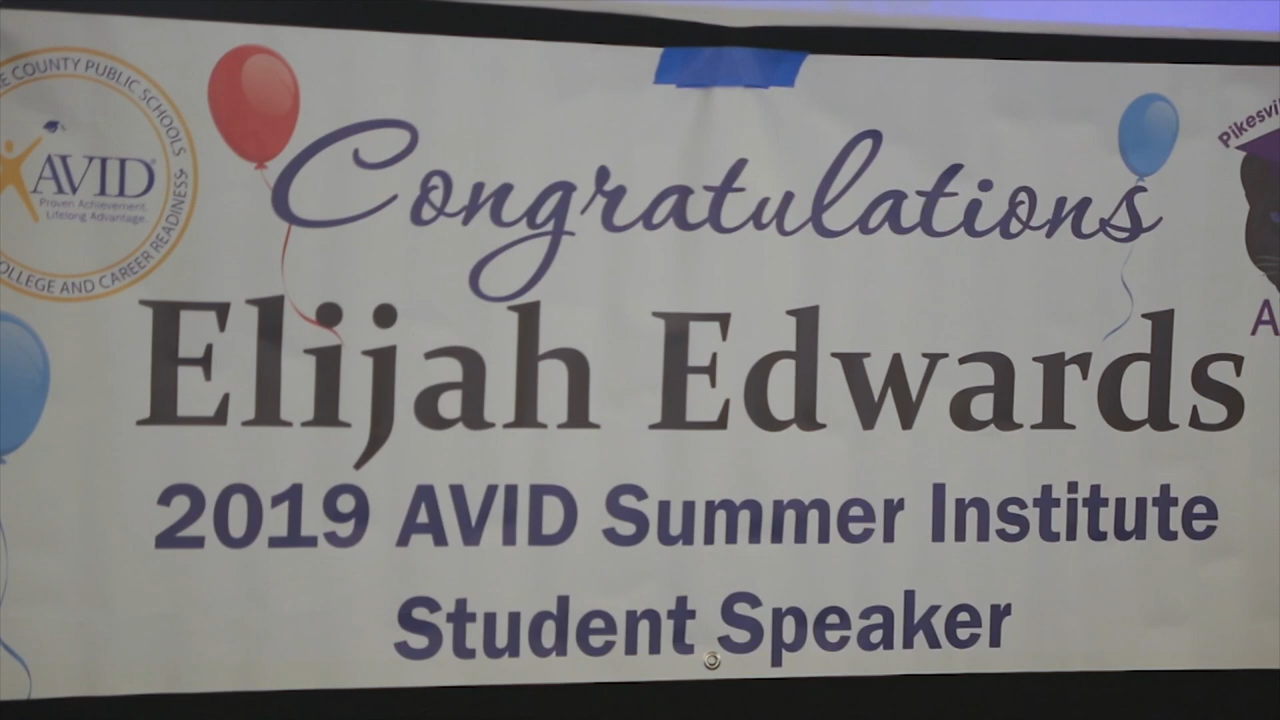 COUNTY PUBLIC SCHOOLS
AVID
Proven Achievement.
Lifelong Advantage.
COLLEGE AND CAREER READINESS
Congratulations
Elijah Edwards
2019 AVID Summer Institute
Student Speaker